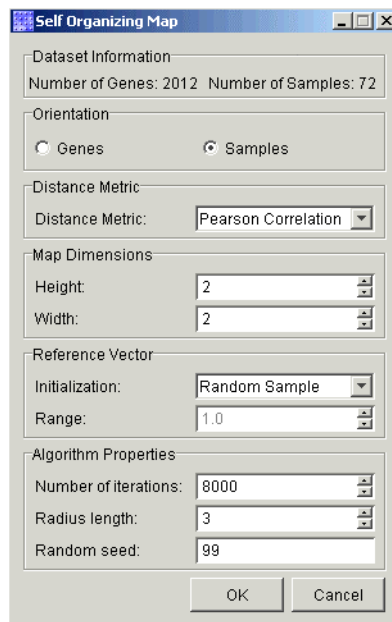 Self Organizing Map
Dataset Information
Number of Genes: 2012 Number of Samples: 72
Orientation
Genes Samples
Distance Metric
Distance Metric: Pearson Correlation
Map Dimensions
Height: 2
Width: 2
Reference Vector
Initialization: Random Sample
Range: 1.0
Algorithm Properties
Number of iterations: 8000
Radius length: 3
Random seed: 99
OK Cancel